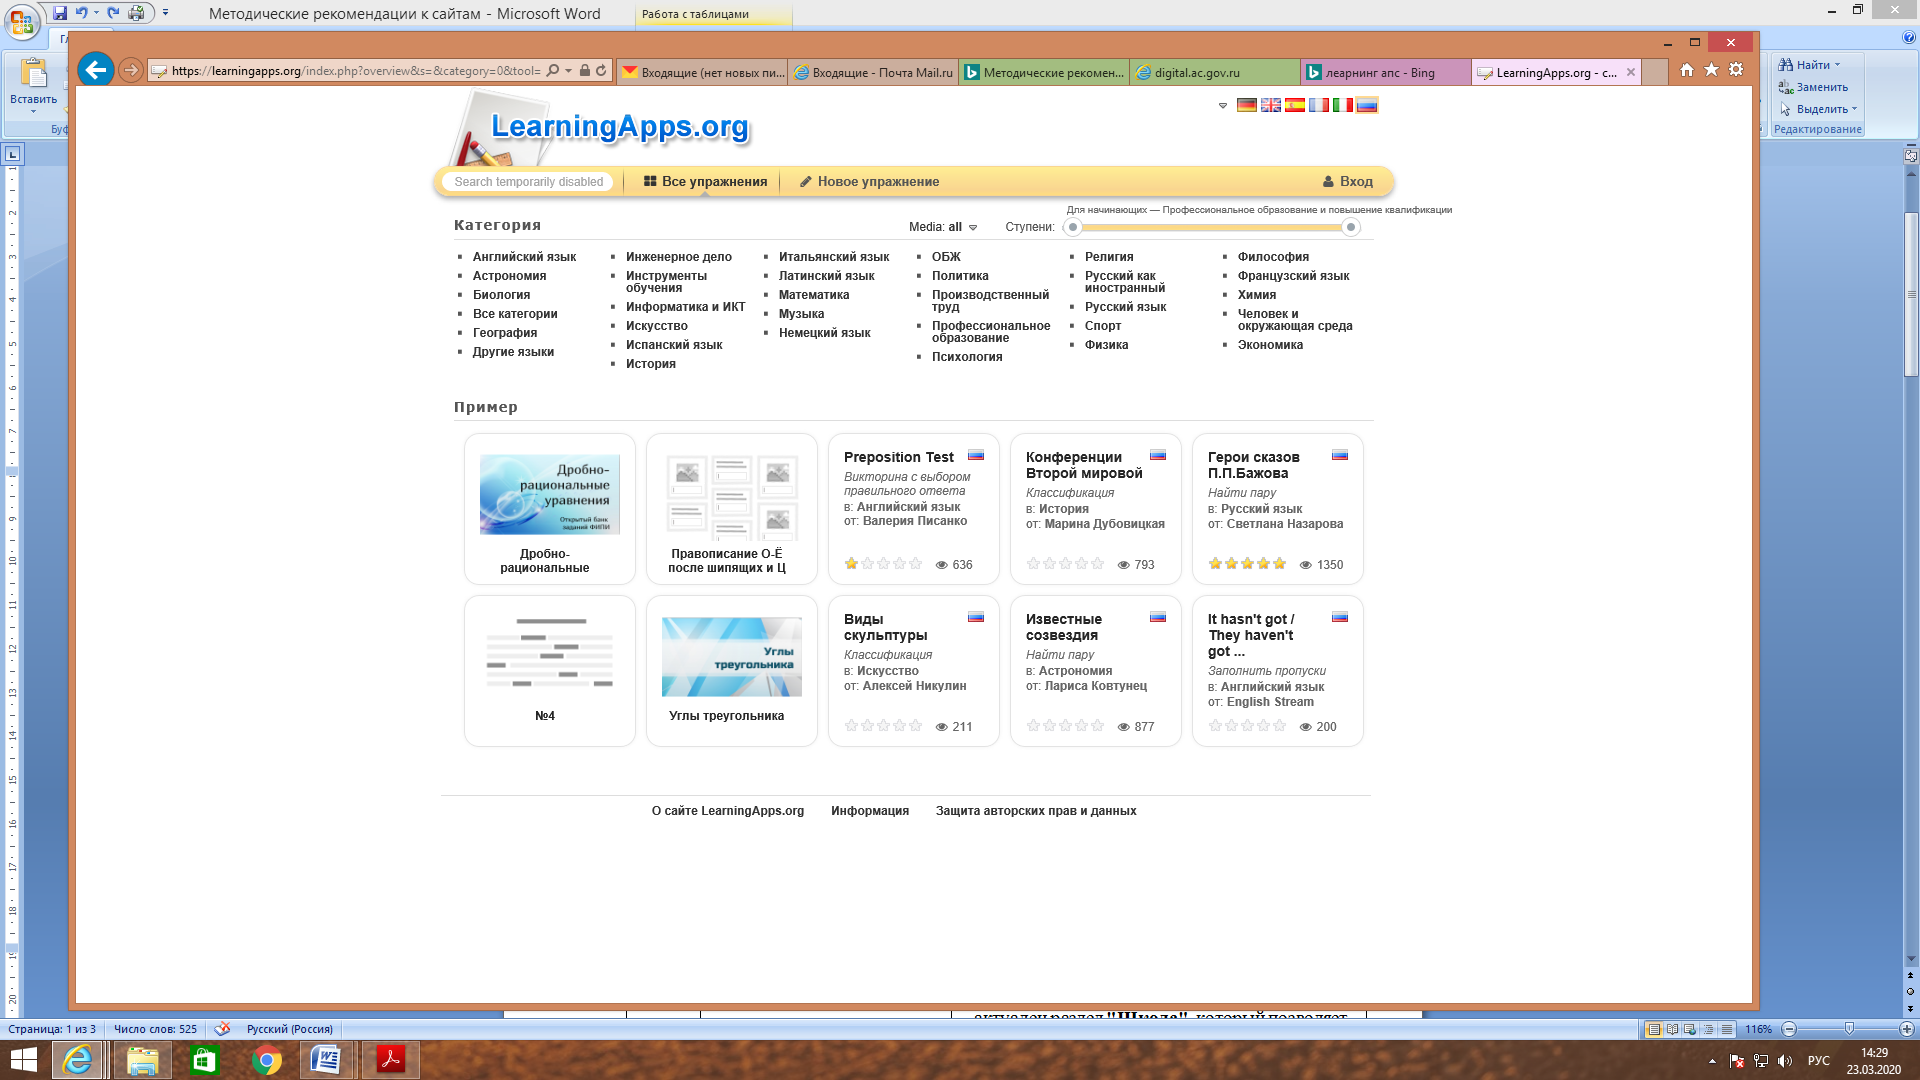 Методические рекомендации к сайтам - Microsoft Word
Работа с таблицами
https://learningapps.org/index.php?overview&s=&category=0&tool=
Входящие (нет новых пи...
Входящие - Почта Mail.ru
Методические рекомен...
digital.ac.gov.ru
леарнинг апс - Bing
LearningApps.org - с...
Вставить
Буф
Найти
Заменить
Выделить
Редактирование
LearningApps.org
Search temporarily disabled
Все упражнения
Новое упражнение
Вход
Для начинающих — Профессиональное образование и повышение квалификации
Категория
Media: all
Ступени:
Английский язык
Астрономия
Биология
Все категории
География
Другие языки
Инженерное дело
Инструменты
обучения
Информатика и ИКТ
Искусство
Испанский язык
История
Итальянский язык
Латинский язык
Математика
Музыка
Немецкий язык
ОБЖ
Политика
Производственный
труд
Профессиональное
образование
Психология
Религия
Русский как
иностранный
Русский язык
Спорт
Физика
Философия
Французский язык
Химия
Человек и
окружающая среда
Экономика
Пример
Дробно-
рациональные
уравнения
Открытый банк
заданий ФИПИ
Дробно-
рациональные
Правописание О-Ё
после шипящих и Ц
Preposition Test
Викторина с выбором
правильного ответа
в: Английский язык
от: Валерия Писанко
636
Конференции
Второй мировой
Классификация
в: История
от: Марина Дубовицкая
793
Герои сказов
П.П.Бажова
Найти пару
в: Русский язык
от: Светлана Назарова
1350
№4
Углы
треугольника
Углы треугольника
Виды
скульптуры
Классификация
в: Искусство
от: Алексей Никулин
211
Известные
созвездия
Найти пару
в: Астрономия
от: Лариса Ковтунец
877
It hasn't got /
They haven't
got ...
Заполнить пропуски
в: Английский язык
от: English Stream
200
О сайте LearningApps.org
Информация
Защита авторских прав и данных
актуален раздел "Школа", который позволяет
Страница: 1 из 3
Число слов: 525
Русский (Россия)
116%
РУС
14:29
23.03.2020